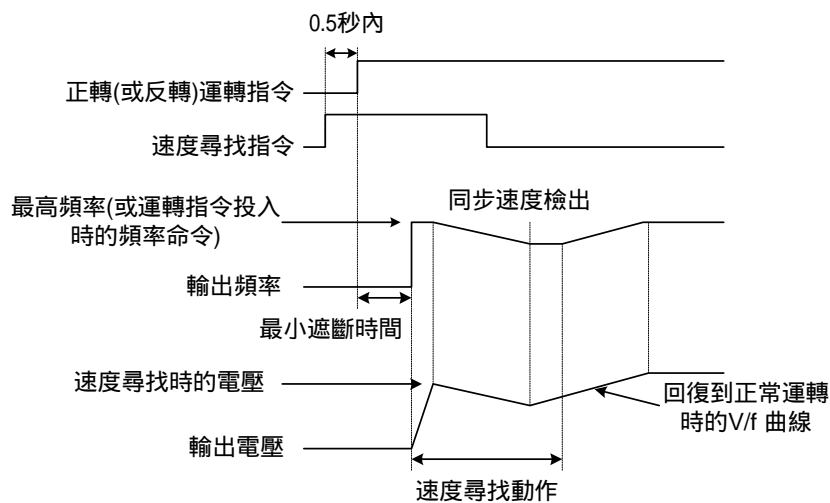 0.5秒內
正轉(或反轉)運轉指令
速度尋找指令
最高頻率(或運轉指令投入
時的頻率命令)
同步速度檢出
輸出頻率
最小遮斷時間
速度尋找時的電壓
回復到正常運轉
時的V/f 曲線
輸出電壓
速度尋找動作